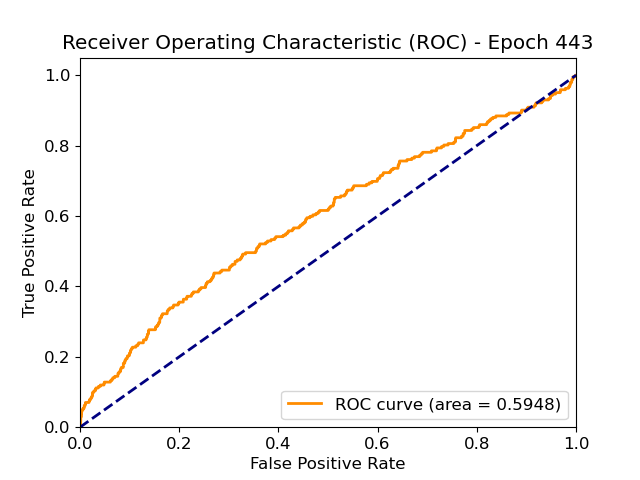 Receiver Operating Characteristic (ROC) - Epoch 443
True Positive Rate
1.0
0.8
0.6
0.4
0.2
0.0
ROC curve (area = 0.5948)
0.0 0.2 0.4 0.6 0.8 1.0
False Positive Rate